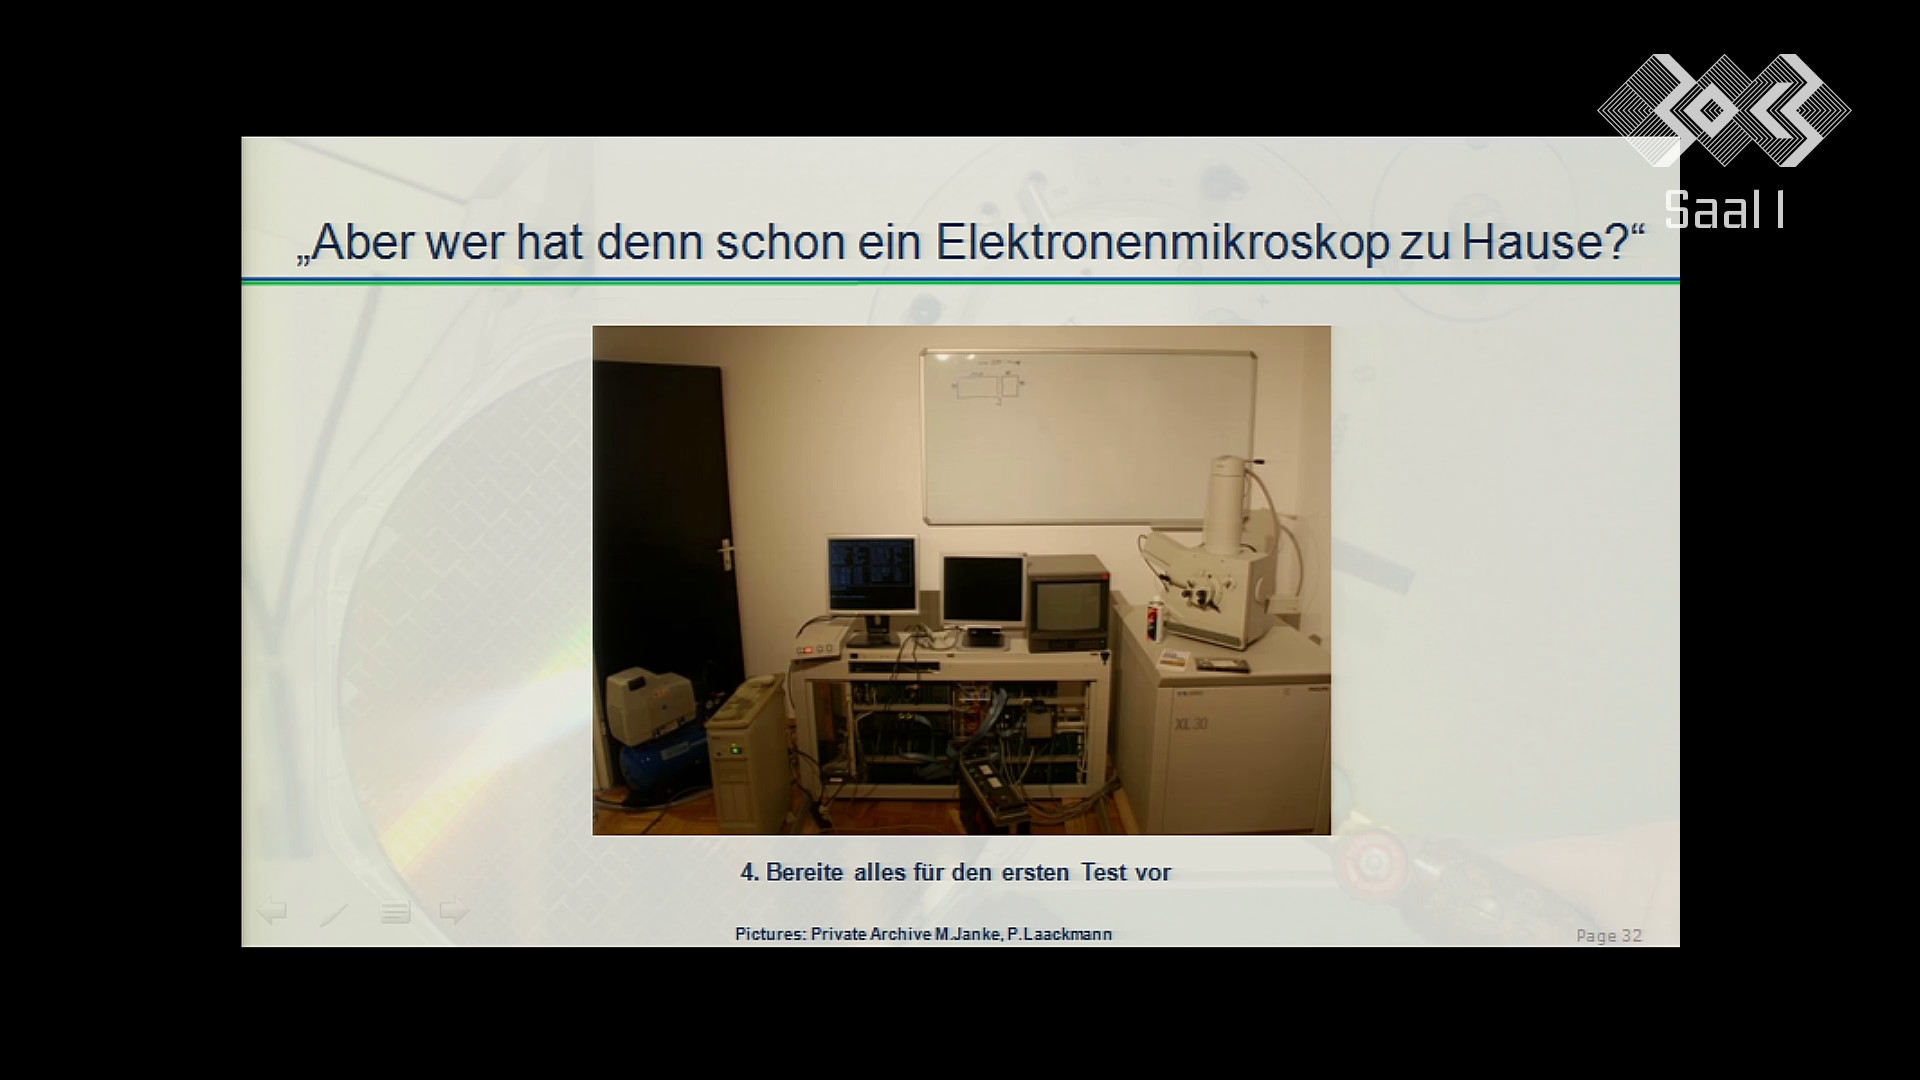 Saal 1
„Aber wer hat denn schon ein Elektronenmikroskop zu Hause?“
XL 30
4. Bereite alles für den ersten Test vor
Pictures: Private Archive M.Janke, P.Laackmann
Page 32